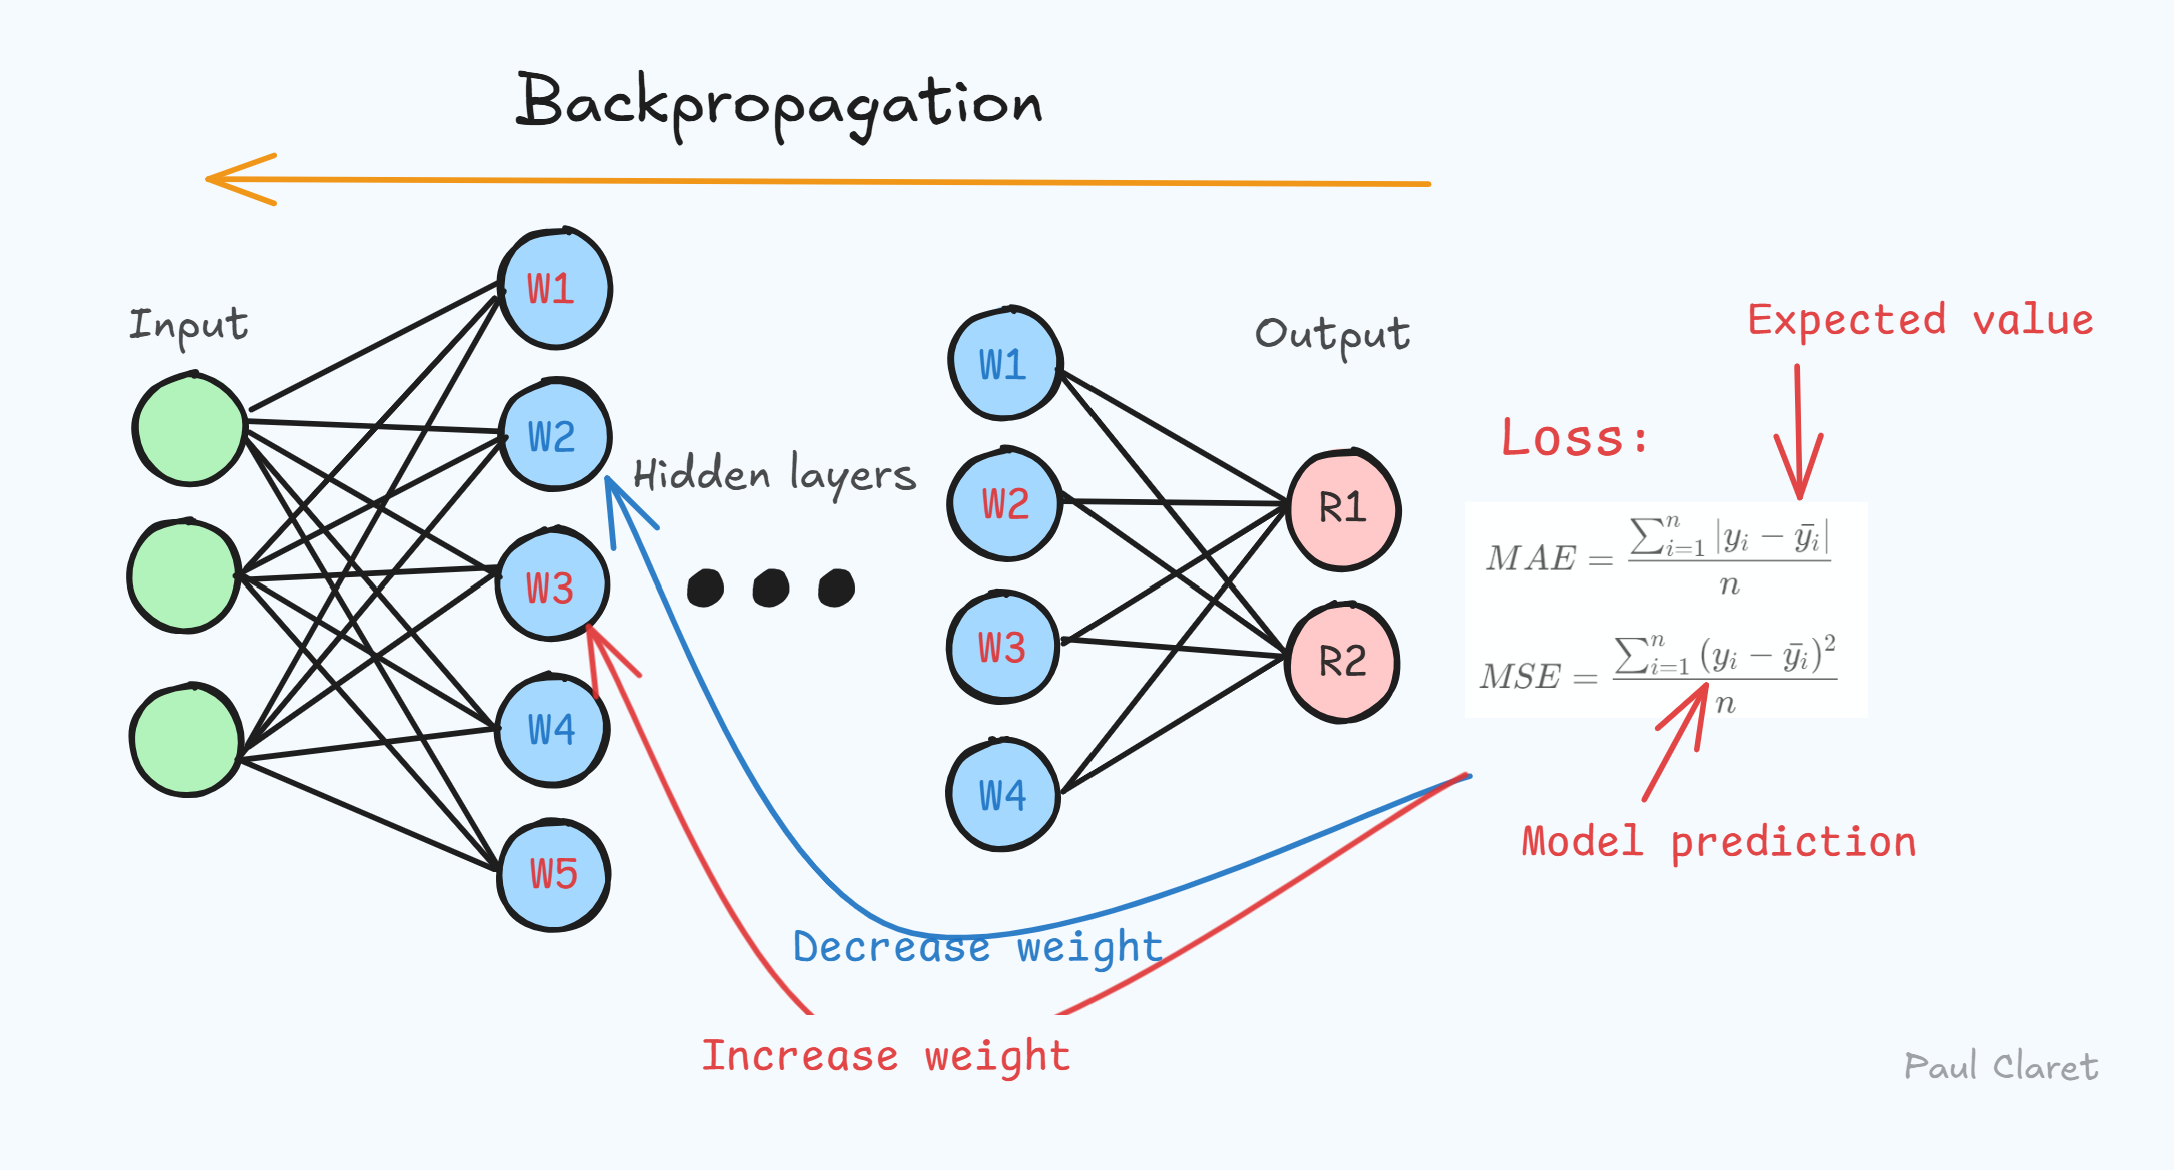 Backpropagation
Input
W1
W2
W3
W4
W5
Hidden layers
W1
W2
W3
W4
Output
R1
R2
Expected value
Loss:
MAE = \frac{\sum_{i=1}^{n} |y_i - \bar{y}_i|}{n}
MSE = \frac{\sum_{i=1}^{n} (y_i - \bar{y}_i)^2}{n}
Model prediction
Decrease weight
Increase weight
Paul Claret